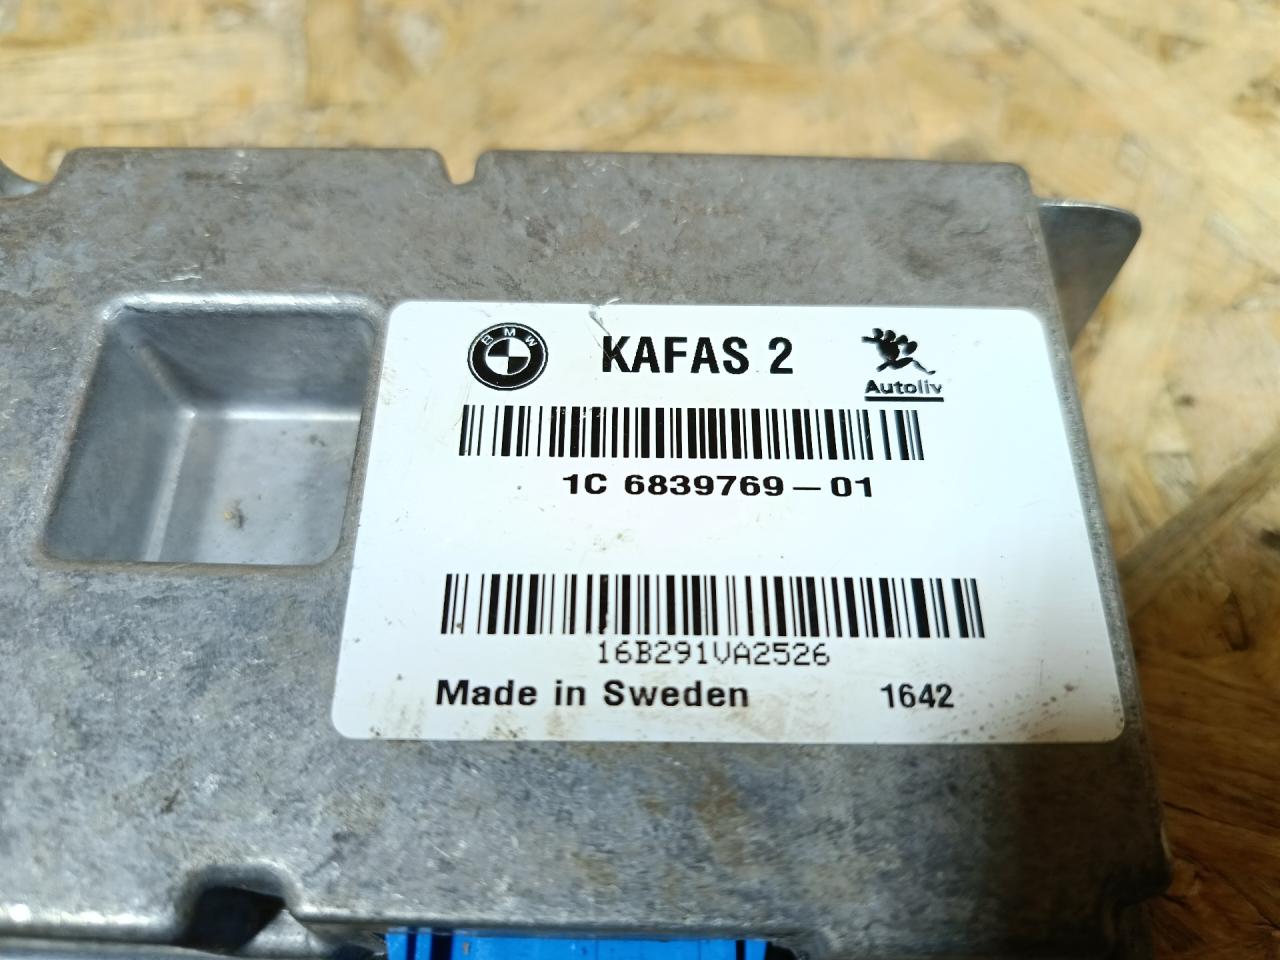 BMW
KAFAS 2
Autoliv
1C 6839769-01
16B291VA2526
Made in Sweden 1642